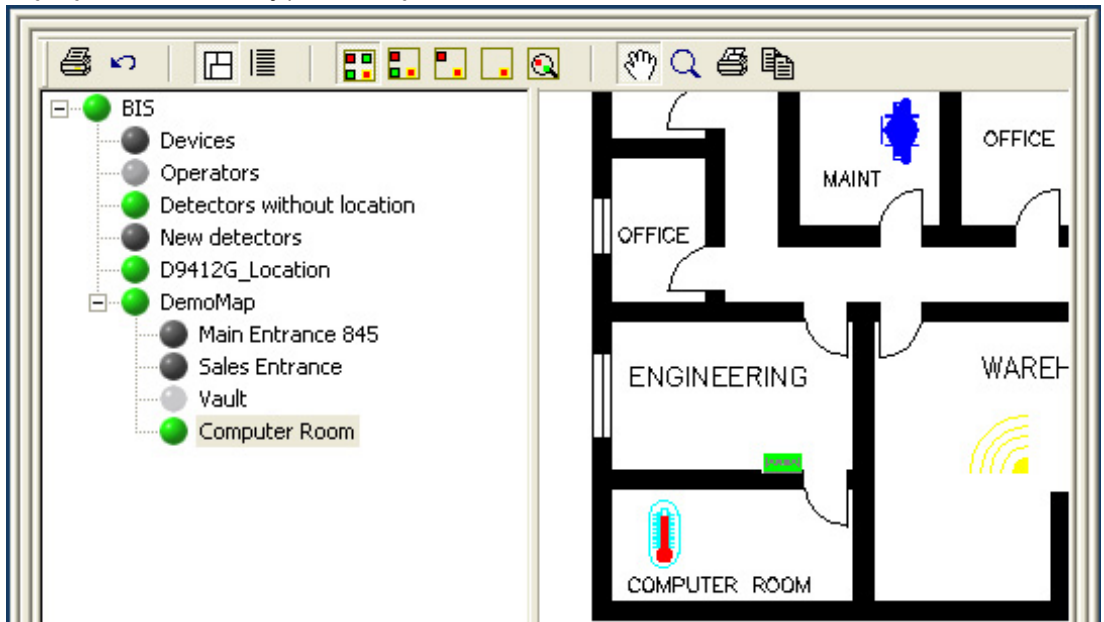 BIS
Devices
Operators
Detectors without location
New detectors
D9412G_Location
DemoMap
Main Entrance 845
Sales Entrance
Vault
Computer Room
OFFICE
MAINT
OFFICE
ENGINEERING
WAREH
COMPUTER ROOM